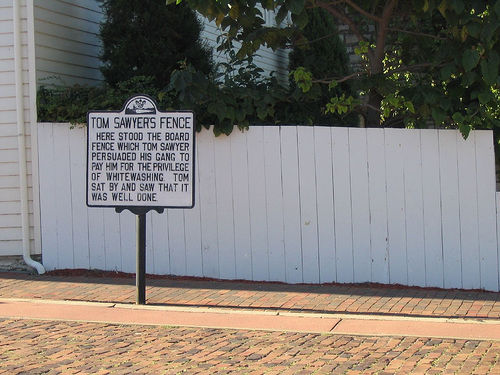 TOM SAWYER'S FENCE
HERE STOOD THE BOARD
FENCE WHICH TOM SAWYER
PERSUADED HIS GANG TO
PAY HIM FOR THE PRIVILEGE
OF WHITEWASHING. TOM
SAT BY AND SAW THAT IT
WAS WELL DONE.